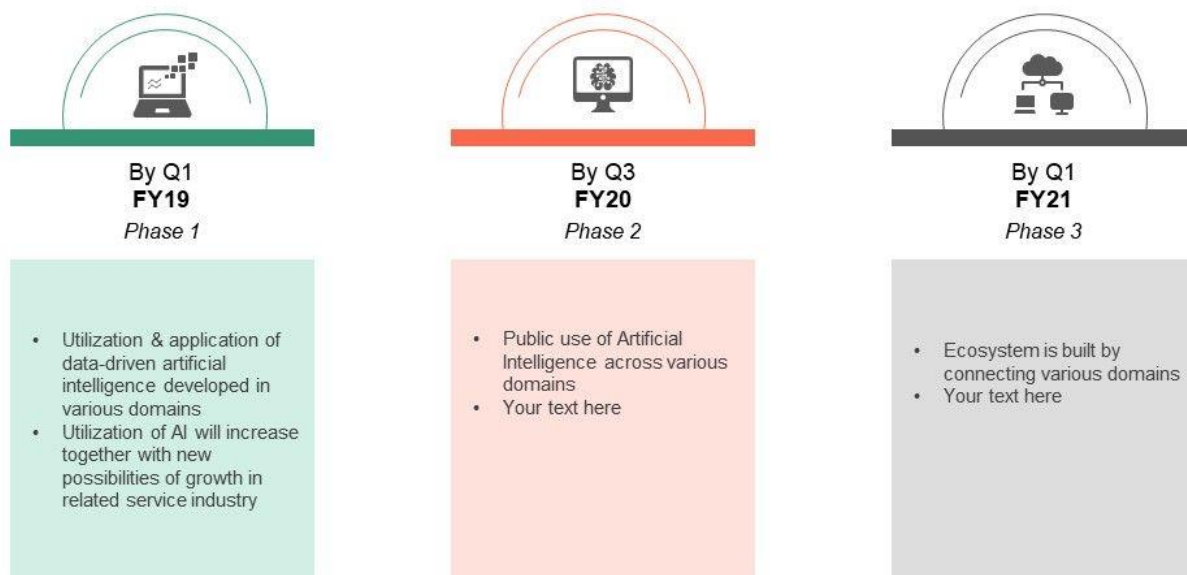 By Q1
FY19
Phase 1
• Utilization & application of
data-driven artificial
intelligence developed in
various domains
• Utilization of AI will increase
together with new
possibilities of growth in
related service industry
By Q3
FY20
Phase 2
• Public use of Artificial
Intelligence across various
domains
• Your text here
By Q1
FY21
Phase 3
• Ecosystem is built by
connecting various domains
• Your text here